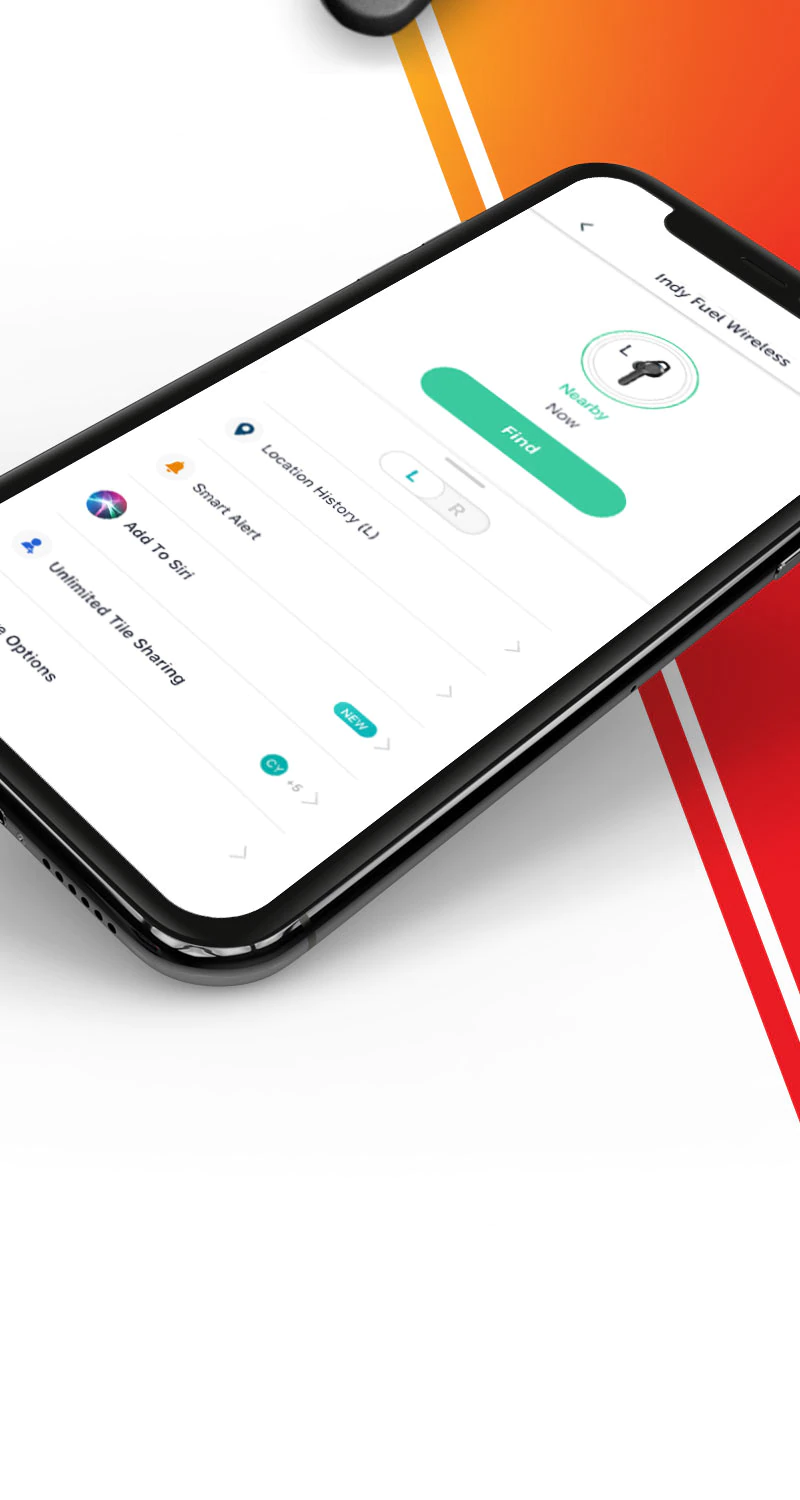 Indy Fuel Wireless
L
Nearby
Now
Find
L
R
Location History (L)
Smart Alert
Add To Siri
NEW
Unlimited Tile Sharing
CY
+5
Options